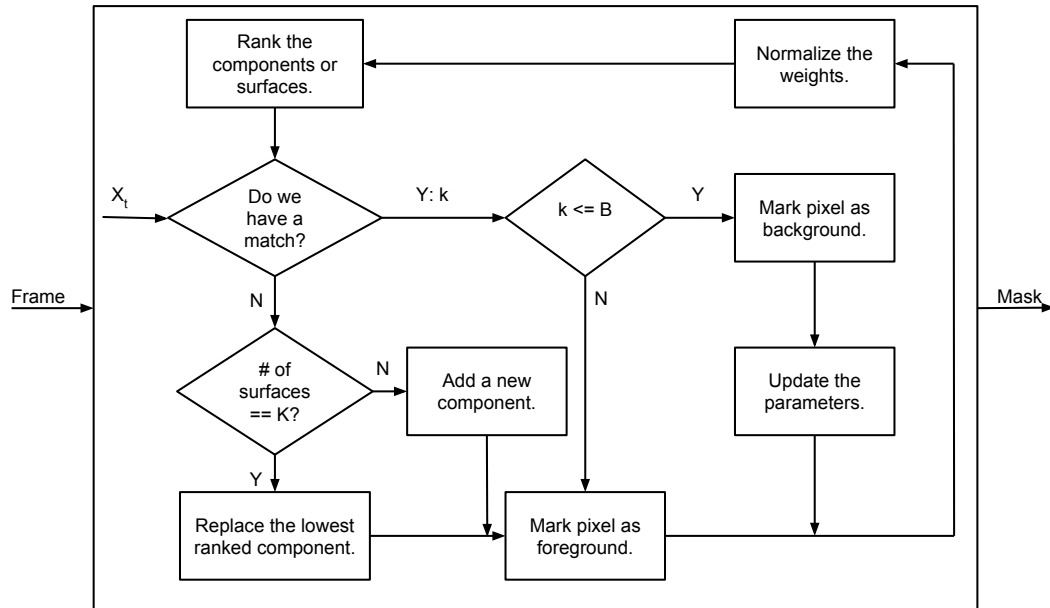 Rank the
components or
surfaces.
Normalize the
weights.
X_t
Do we
have a
match?
Y: k
k <= B
Y
Mark pixel as
background.
Frame
N
N
Mask
# of
surfaces
== K?
N
Add a new
component.
Update the
parameters.
Y
Replace the lowest
ranked component.
Mark pixel as
foreground.